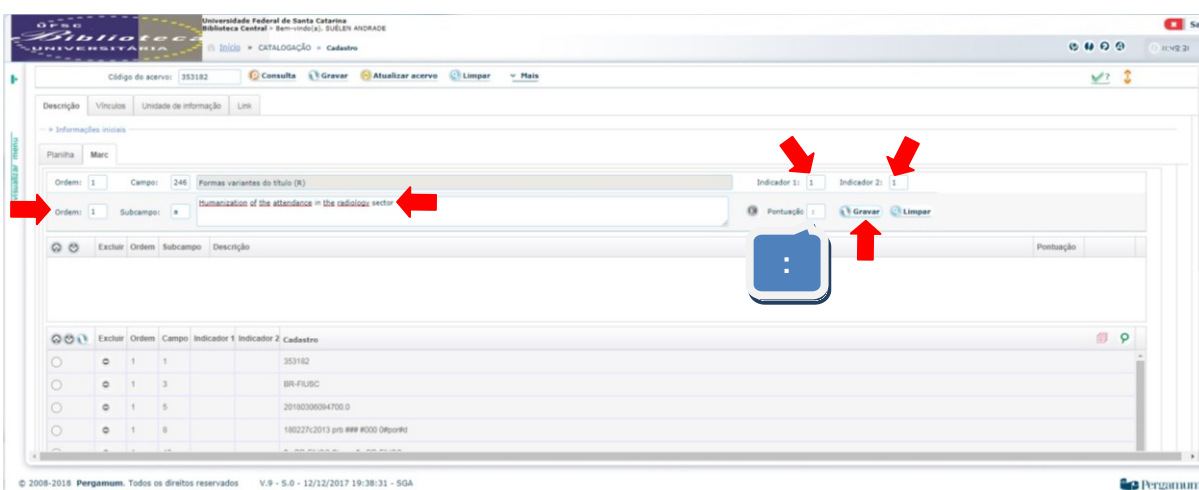 UFSC
Biblioteca
UNIVERSITÁRIA
Universidade Federal de Santa Catarina
Biblioteca Central - Bem-vindo(a). SUÉLEN ANDRADE
Início » CATALOGAÇÃO » Cadastro
Sa
Código do acervo: 353182 Consulta Gravar Atualizar acervo Limpar Mais
Descrição Vínculos Unidade de informação Link
» Informações iniciais
visualizar menu
Planilha Marc
Ordem: 1 Campo: 246 Formas variantes do título (R) Indicador 1: 1 Indicador 2: 1
Ordem: 1 Subcampo: a Humanization of the attendance in the radiology sector Pontuação : Gravar Limpar
Excluir Ordem Subcampo Descrição Pontuação
:
Excluir Ordem Campo Indicador 1 Indicador 2 Cadastro
1 1 353182
1 3 BR-FlUSC
1 5 20180306094700.0
1 8 180227c2013 prb ### #000 0#por#d
© 2008-2018 Pergamum. Todos os direitos reservados V.9 - S.0 - 12/12/2017 19:38:31 - SGA
Pergamum